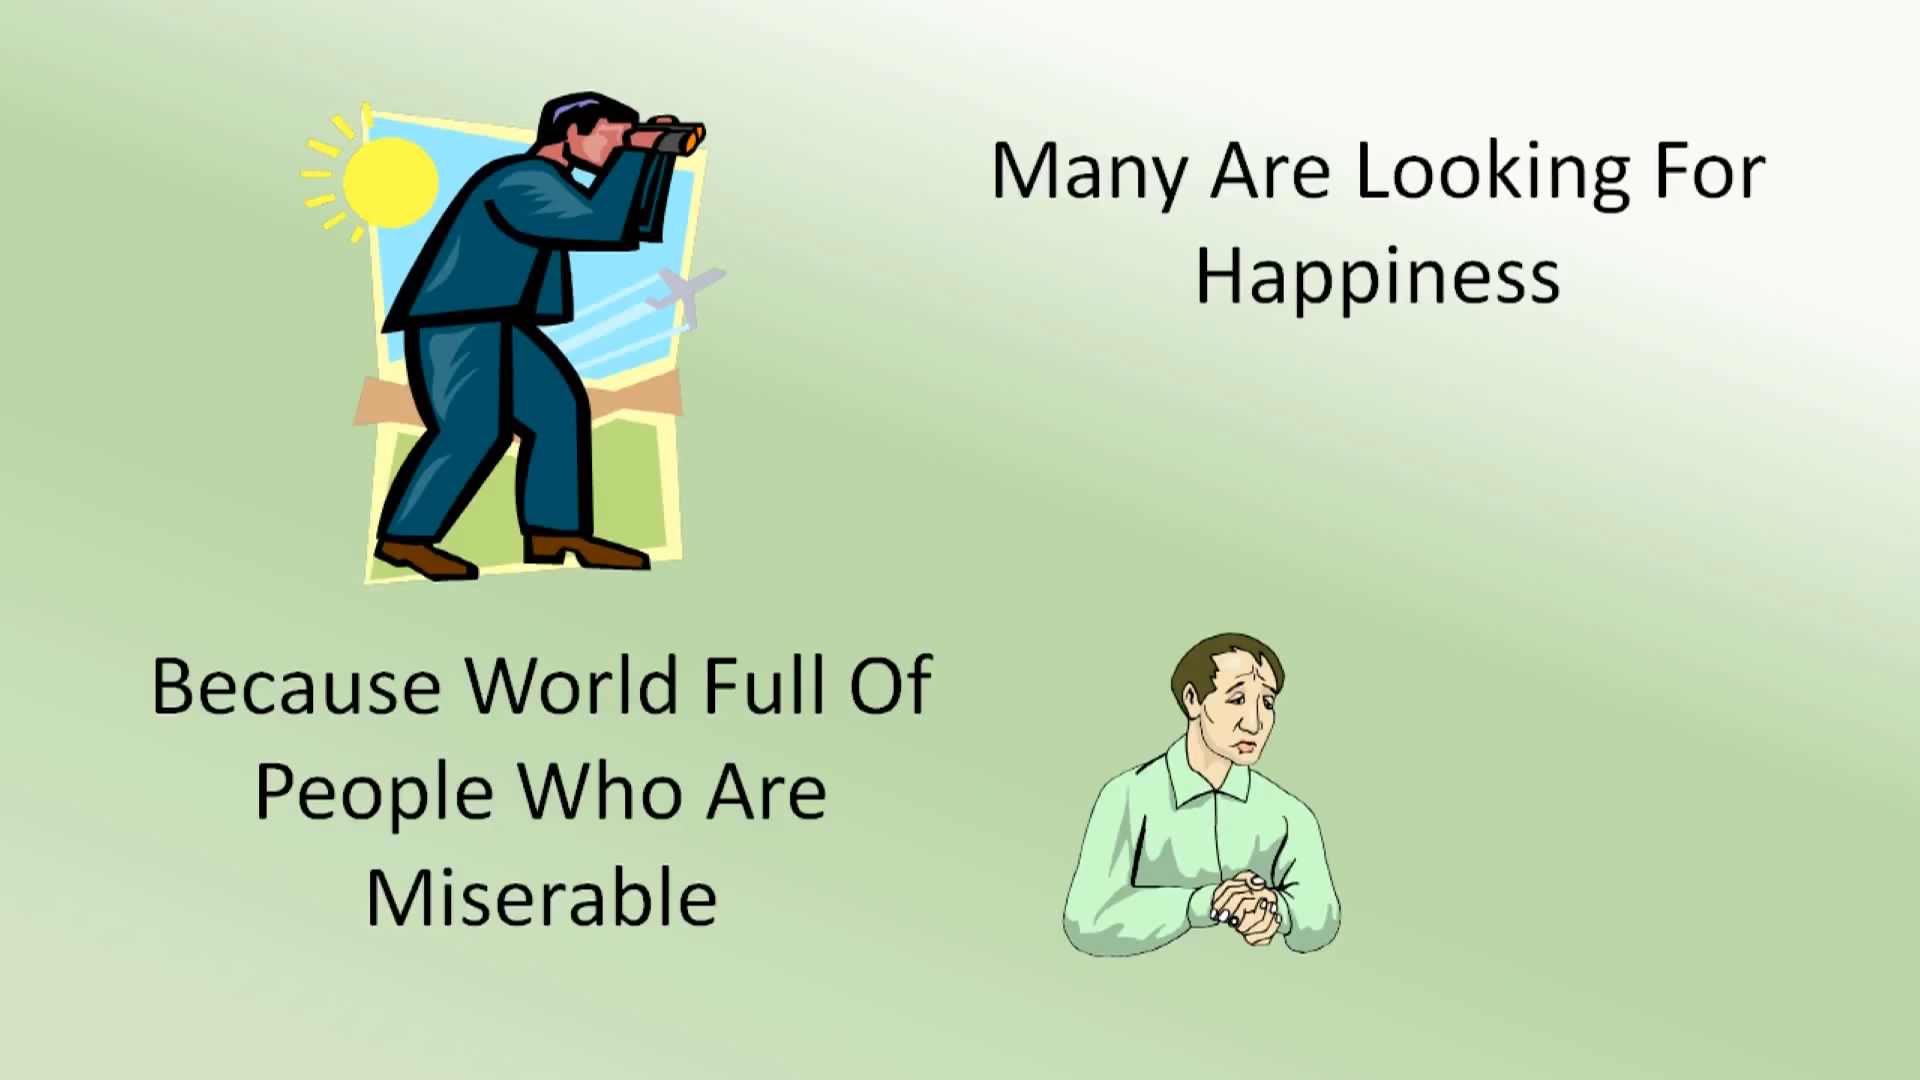 Many Are Looking For
Happiness
Because World Full Of
People Who Are
Miserable